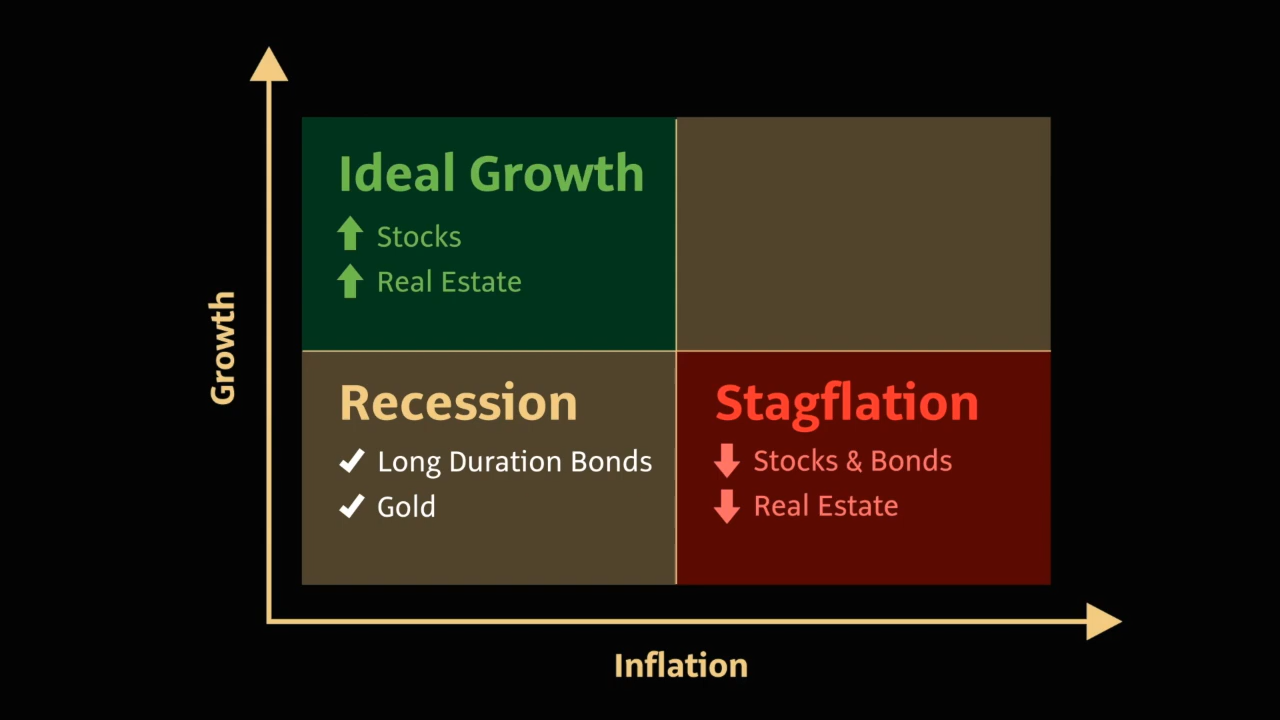 Ideal Growth
Stocks
Real Estate
Recession
Long Duration Bonds
Gold
Stagflation
Stocks & Bonds
Real Estate
Growth
Inflation